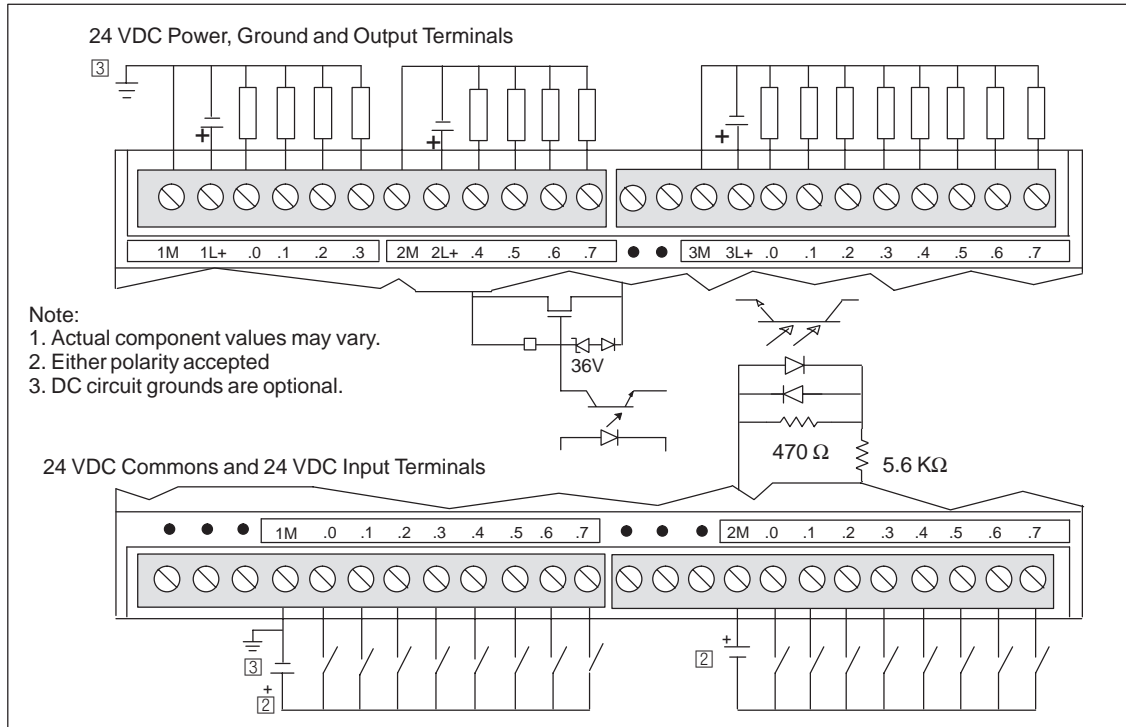 24 VDC Power, Ground and Output Terminals
3
+ + +
1M 1L+ .0 .1 .2 .3 2M 2L+ .4 .5 .6 .7 3M 3L+ .0 .1 .2 .3 .4 .5 .6 .7
Note:
1. Actual component values may vary.
2. Either polarity accepted
3. DC circuit grounds are optional.
36V
470 Ω
5.6 KΩ
24 VDC Commons and 24 VDC Input Terminals
1M .0 .1 .2 .3 .4 .5 .6 .7 2M .0 .1 .2 .3 .4 .5 .6 .7
+
3
2
+
2